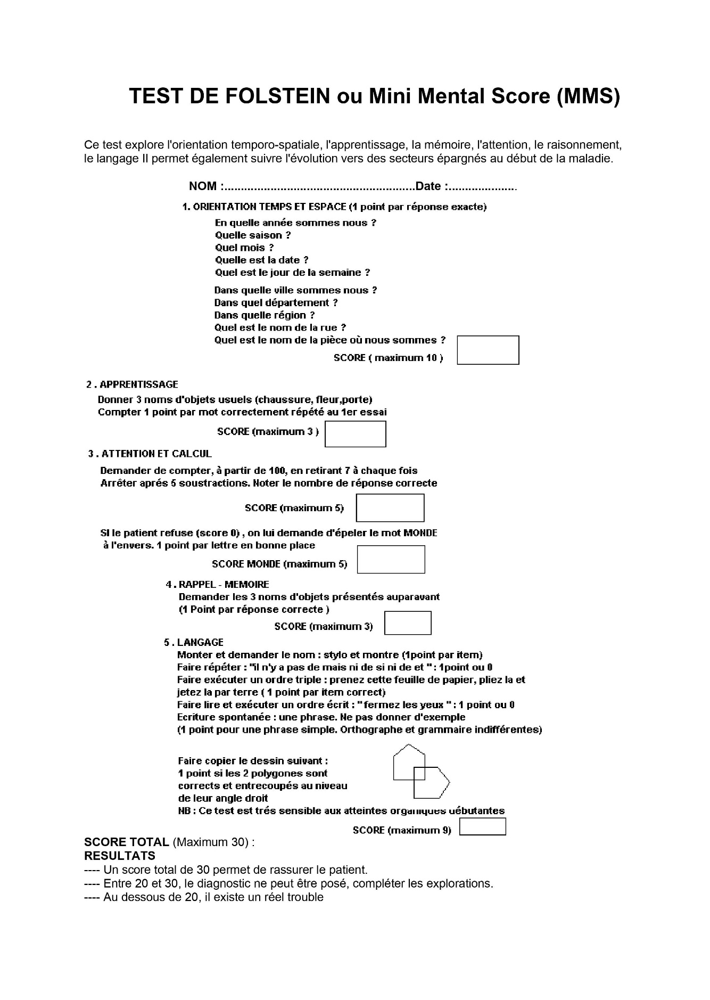 TEST DE FOLSTEIN ou Mini Mental Score (MMS)
Ce test explore l'orientation temporo-spatiale, l'apprentissage, la mémoire, l'attention, le raisonnement,
le langage II permet également suivre l'évolution vers des secteurs épargnés au début de la maladie.
NOM :..........................................................Date :.....................
1. ORIENTATION TEMPS ET ESPACE (1 point par réponse exacte)
En quelle année sommes nous ?
Quelle saison ?
Quel mois ?
Quelle est la date ?
Quel est le jour de la semaine ?
Dans quelle ville sommes nous ?
Dans quel département ?
Dans quelle région ?
Quel est le nom de la rue ?
Quel est le nom de la pièce où nous sommes ?
SCORE ( maximum 10 )
2 . APPRENTISSAGE
Donner 3 noms d'objets usuels (chaussure, fleur,porte)
Compter 1 point par mot correctement répété au 1er essai
SCORE (maximum 3 )
3 . ATTENTION ET CALCUL
Demander de compter, à partir de 100, en retirant 7 à chaque fois
Arrêter aprés 5 soustractions. Noter le nombre de réponse correcte
SCORE (maximum 5)
SI le patient refuse (score 0) , on lui demande d'épeler le mot MONDE
à l'envers. 1 point par lettre en bonne place
SCORE MONDE (maximum 5)
4 . RAPPEL - MEMOIRE
Demander les 3 noms d'objets présentés auparavant
(1 Point par réponse correcte )
SCORE (maximum 3)
5 . LANGAGE
Monter et demander le nom : stylo et montre (1point par item)
Faire répéter : "il n'y a pas de mais ni de si ni de et " : 1point ou 0
Faire exécuter un ordre triple : prenez cette feuille de papier, pliez la et
jetez la par terre ( 1 point par item correct)
Faire lire et exécuter un ordre écrit : " fermez les yeux " : 1 point ou 0
Ecriture spontanée : une phrase. Ne pas donner d'exemple
(1 point pour une phrase simple. Orthographe et grammaire indifférentes)
Faire copier le dessin suivant :
1 point si les 2 polygones sont
corrects et entrecoupés au niveau
de leur angle droit
NB : Ce test est trés sensible aux atteintes organiques débutantes
SCORE (maximum 9)
SCORE TOTAL (Maximum 30) :
RESULTATS
---- Un score total de 30 permet de rassurer le patient.
---- Entre 20 et 30, le diagnostic ne peut être posé, compléter les explorations.
---- Au dessous de 20, il existe un réel trouble